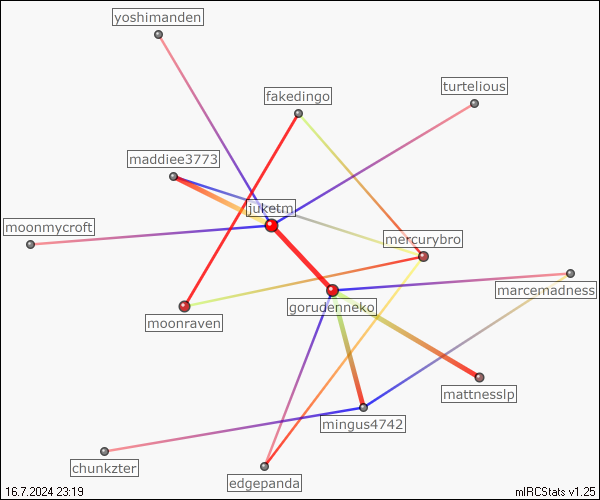 yoshimanden
turtelious
fakedingo
maddiee3773
juketm
moonmycroft
mercurybro
marcemadness
gorudenneko
moonraven
mattnesslp
mingus4742
chunkzter
edgepanda
16.7.2024 23:19
mIRCStats v1.25